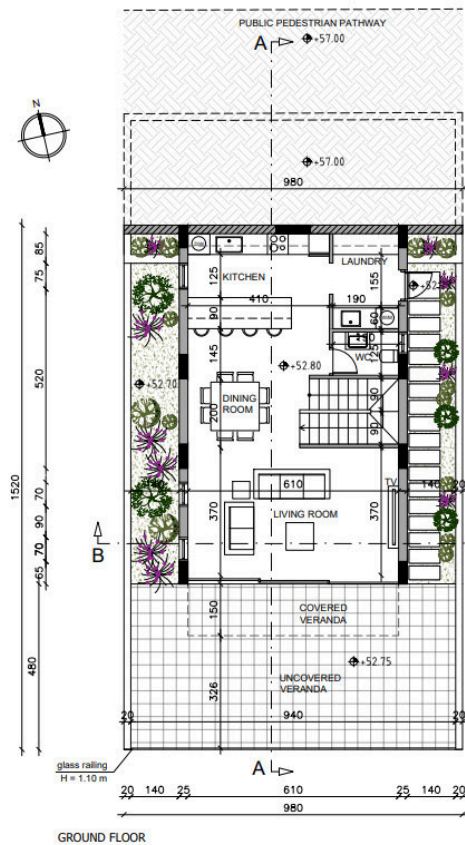 PUBLIC PEDESTRIAN PATHWAY
A
+57.00
N
+57.00
980
85
75
125
KITCHEN
LAUNDRY
155
410
190
90
60
145
+52.80
WC
125
+52.70
520
DINING
ROOM
200
90
90
1520
70
610
TV
140
90
370
LIVING ROOM
370
B
70
65
150
COVERED
VERANDA
480
+52.75
UNCOVERED
VERANDA
326
20
940
20
glass railing
H = 1.10 m
A
20 140 25 610 25 140 20
980
GROUND FLOOR